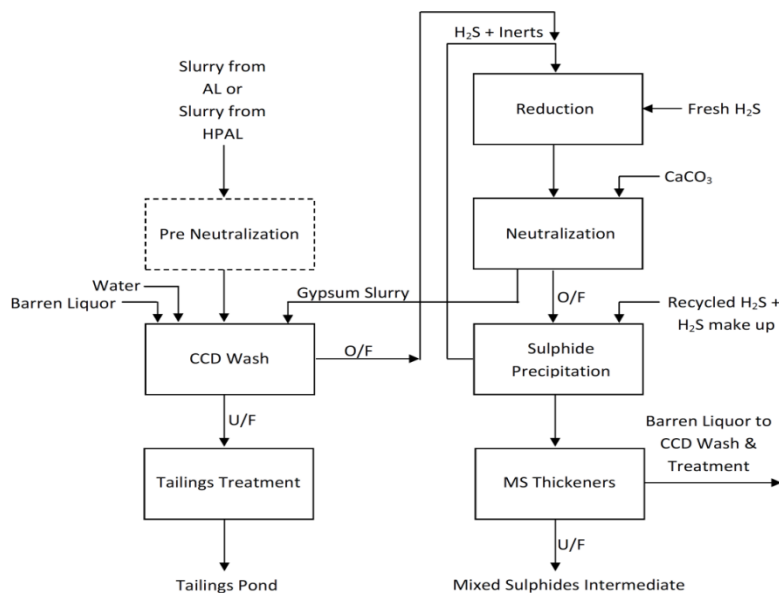 H₂S + Inerts
Slurry from
AL or
Slurry from
HPAL
Reduction
Fresh H₂S
CaCO₃
Pre Neutralization
Neutralization
Water
Barren Liquor
Gypsum Slurry
O/F
Recycled H₂S +
H₂S make up
CCD Wash
O/F
Sulphide
Precipitation
U/F
Barren Liquor to
CCD Wash &
Treatment
Tailings Treatment
MS Thickeners
U/F
Tailings Pond
Mixed Sulphides Intermediate